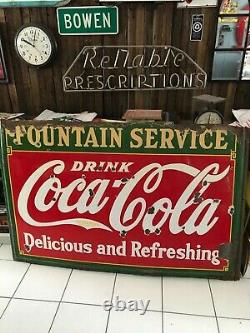 BOWEN
Reliable
PRESCRIPTIONS
FOUNTAIN SERVICE
DRINK
Coca-Cola
Delicious and Refreshing